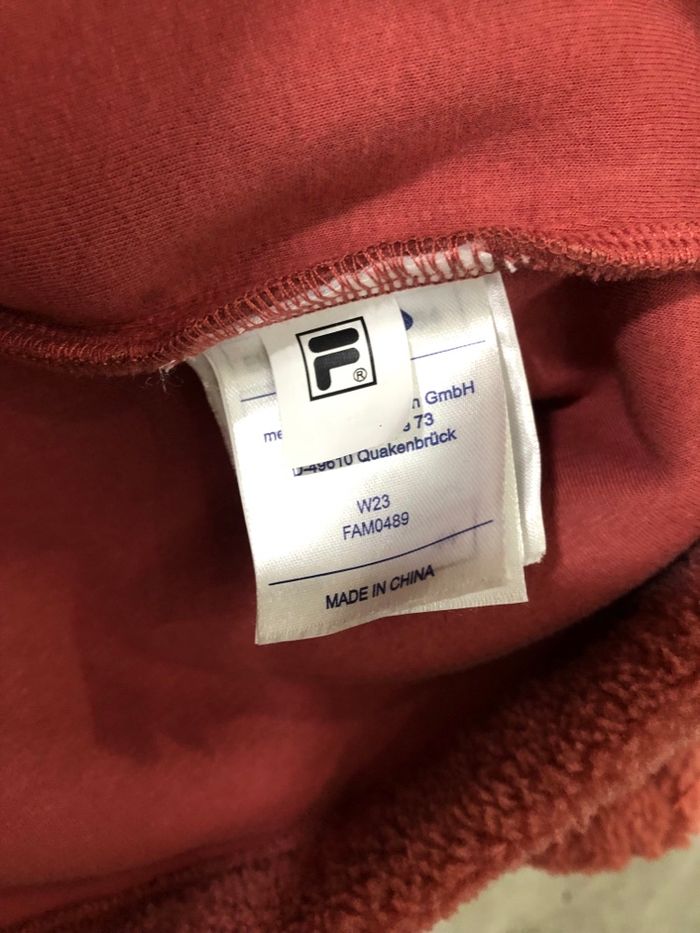 F®
GmbH
73
Quakenbrück
W23
FAM0489
MADE IN CHINA